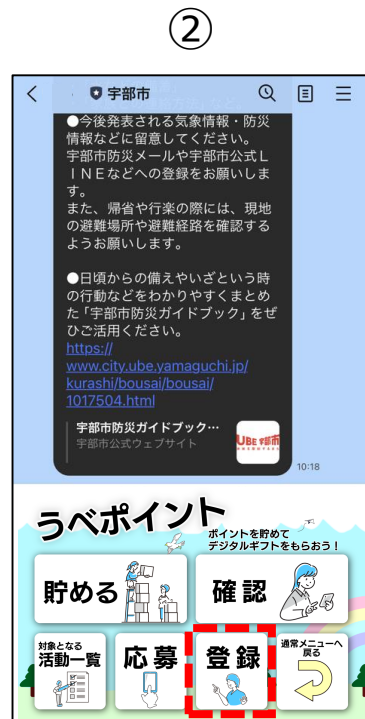 ②
宇部市
●今後発表される気象情報・防災
情報などに留意してください。
宇部市防災メールや宇部市公式Ｌ
ＩＮＥなどへの登録をお願いしま
す。
また、帰省や行楽の際には、現地
の避難場所や避難経路を確認する
ようお願いします。
●日頃からの備えやいざという時
の行動などをわかりやすくまとめ
た「宇部市防災ガイドブック」をぜ
ひご活用ください。
https://
www.city.ube.yamaguchi.jp/
kurashi/bousai/bousai/
1017504.html
宇部市防災ガイドブック…
宇部市公式ウェブサイト
10:18
うべポイント
ポイントを貯めて
デジタルギフトをもらおう！
貯める
確認
対象となる
活動一覧
応募
登録
通常メニューへ
戻る